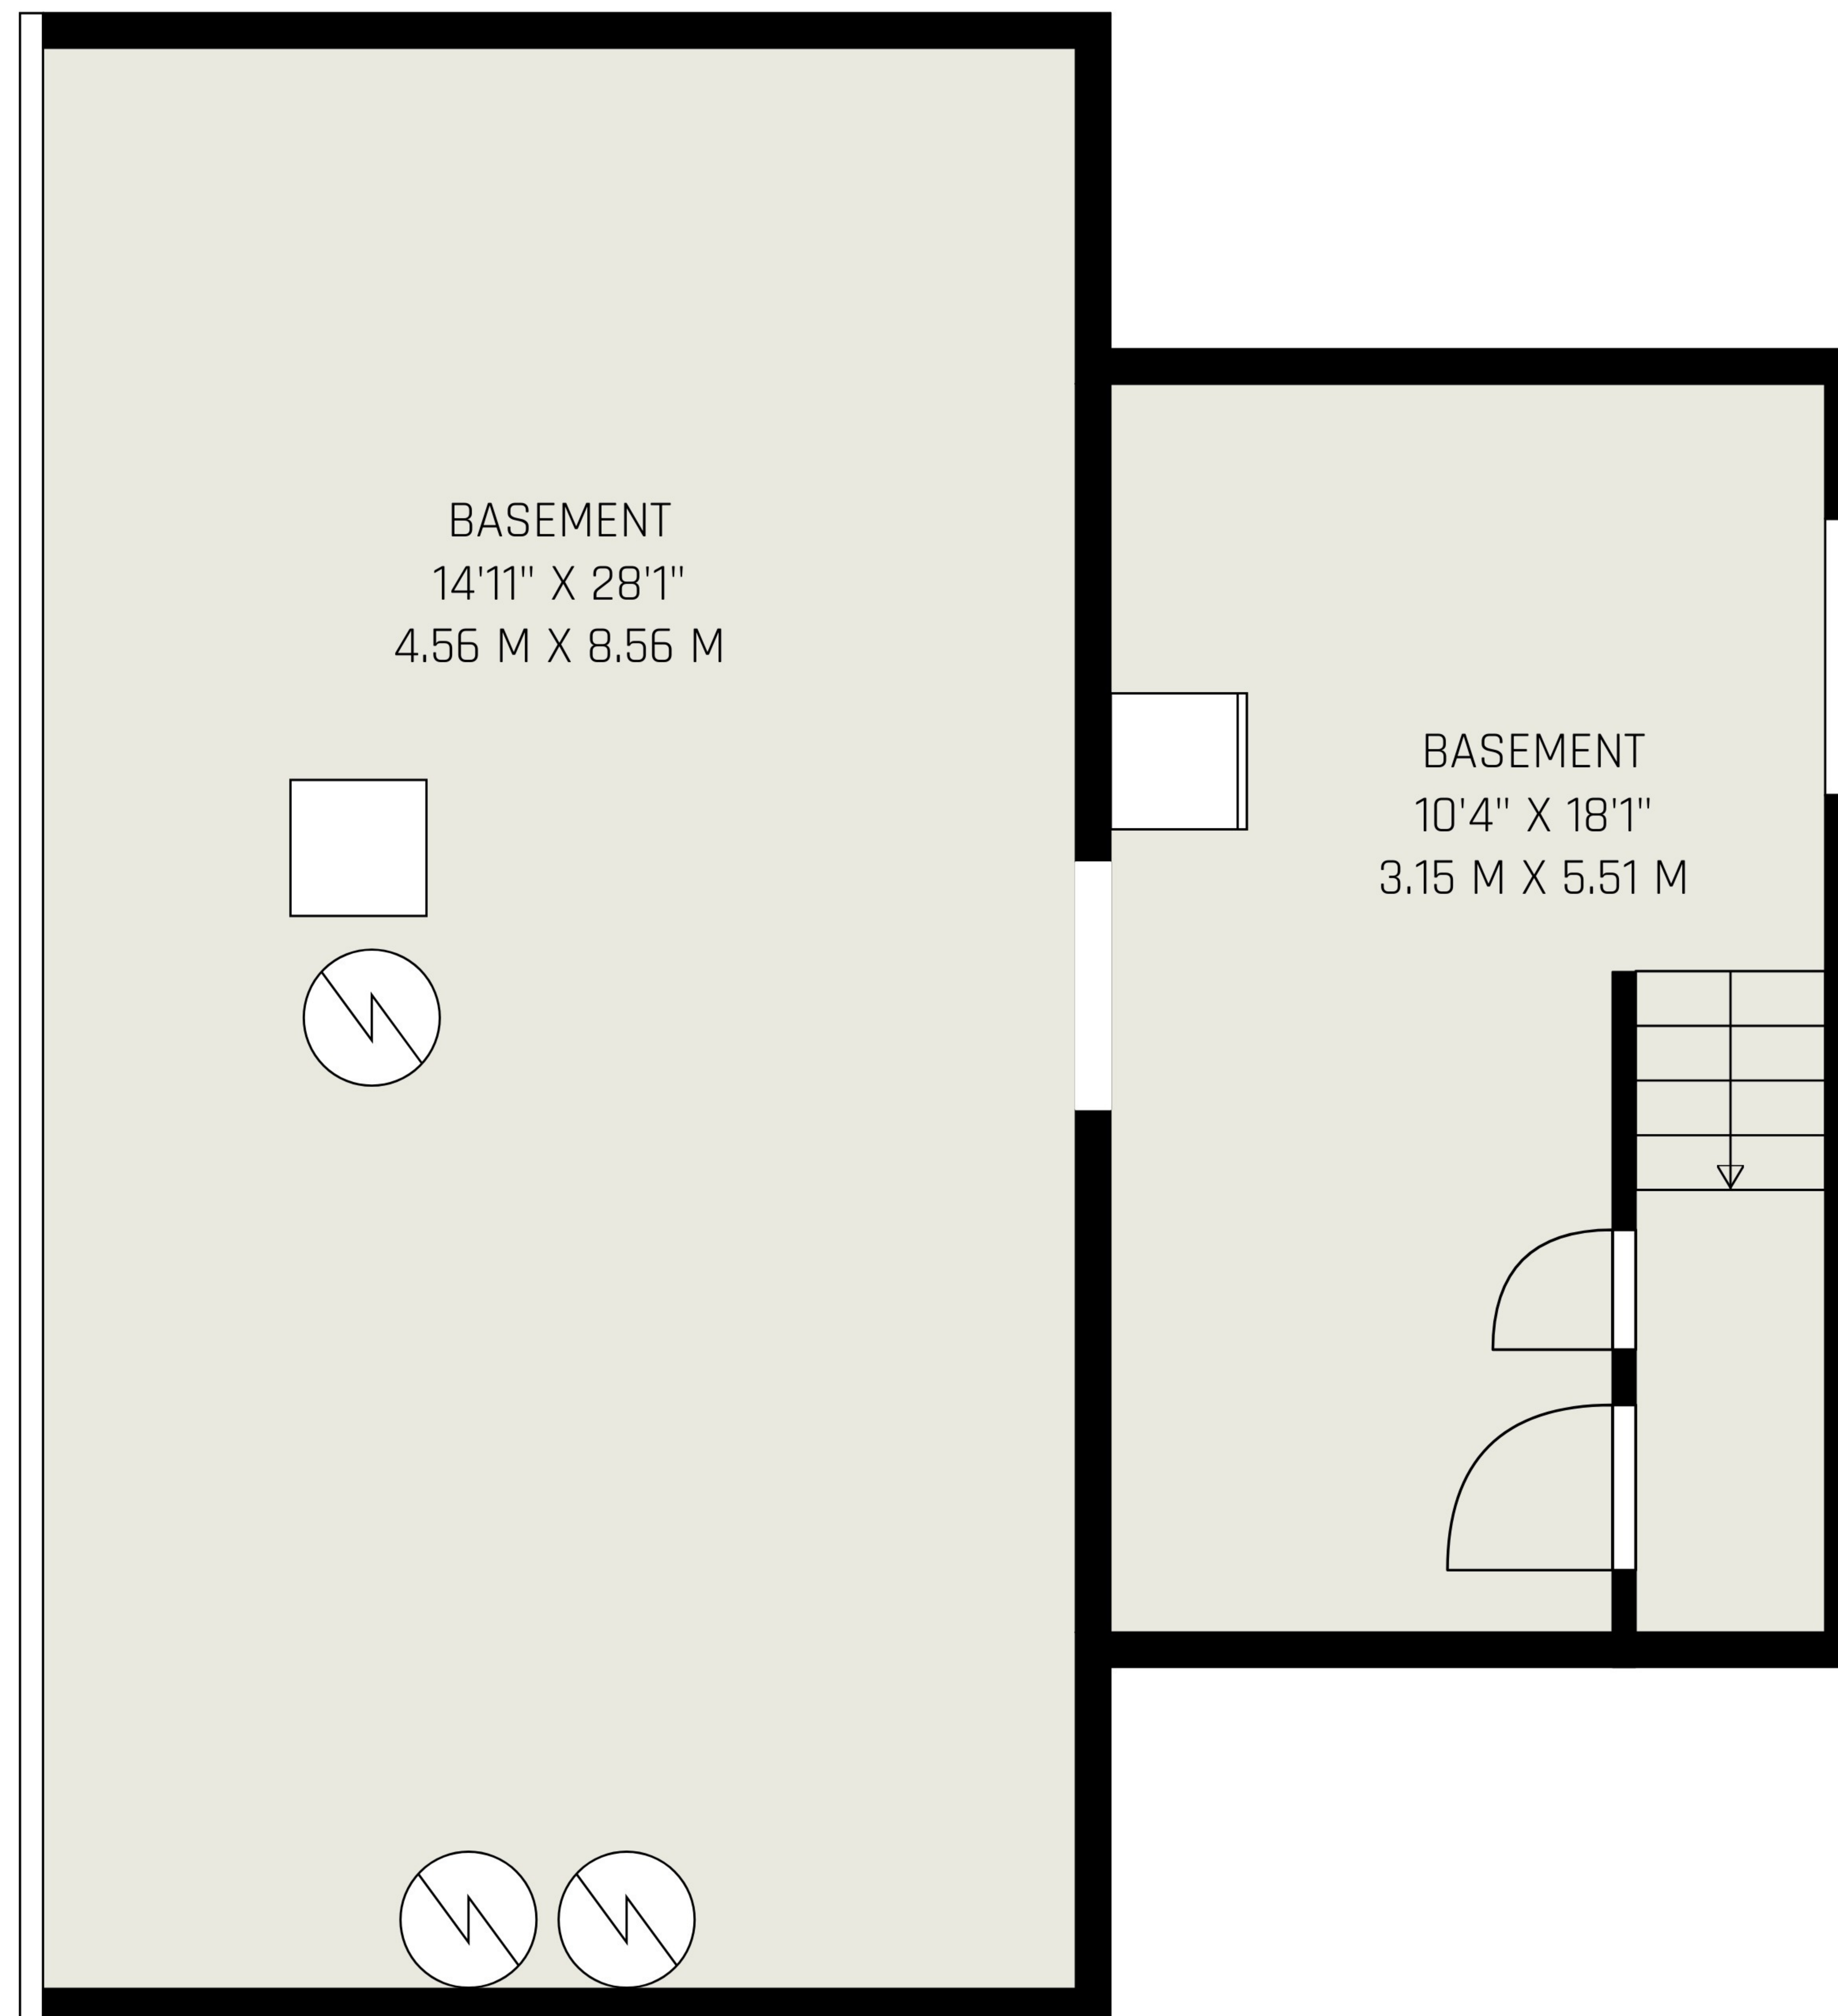 BASEMENT
14'11" X 28'1"
4.56 M X 8.56 M
BASEMENT
10'4" X 18'1"
3.15 M X 5.51 M